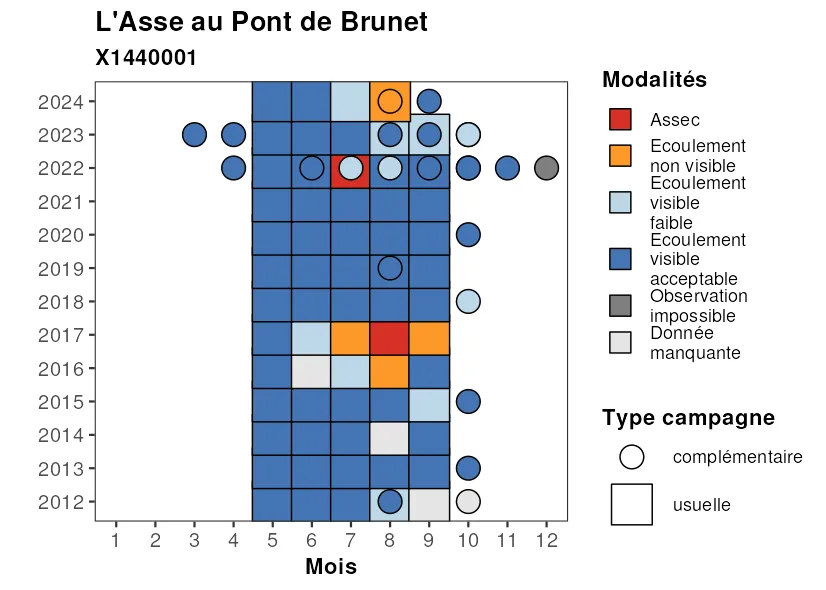 L'Asse au Pont de Brunet
X1440001
2024
2023
2022
2021
2020
2019
2018
2017
2016
2015
2014
2013
2012
1 2 3 4 5 6 7 8 9 10 11 12
Mois
Modalités
Assec
Ecoulement
non visible
Ecoulement
visible
faible
Ecoulement
visible
acceptable
Observation
impossible
Donnée
manquante
Type campagne
complémentaire
usuelle